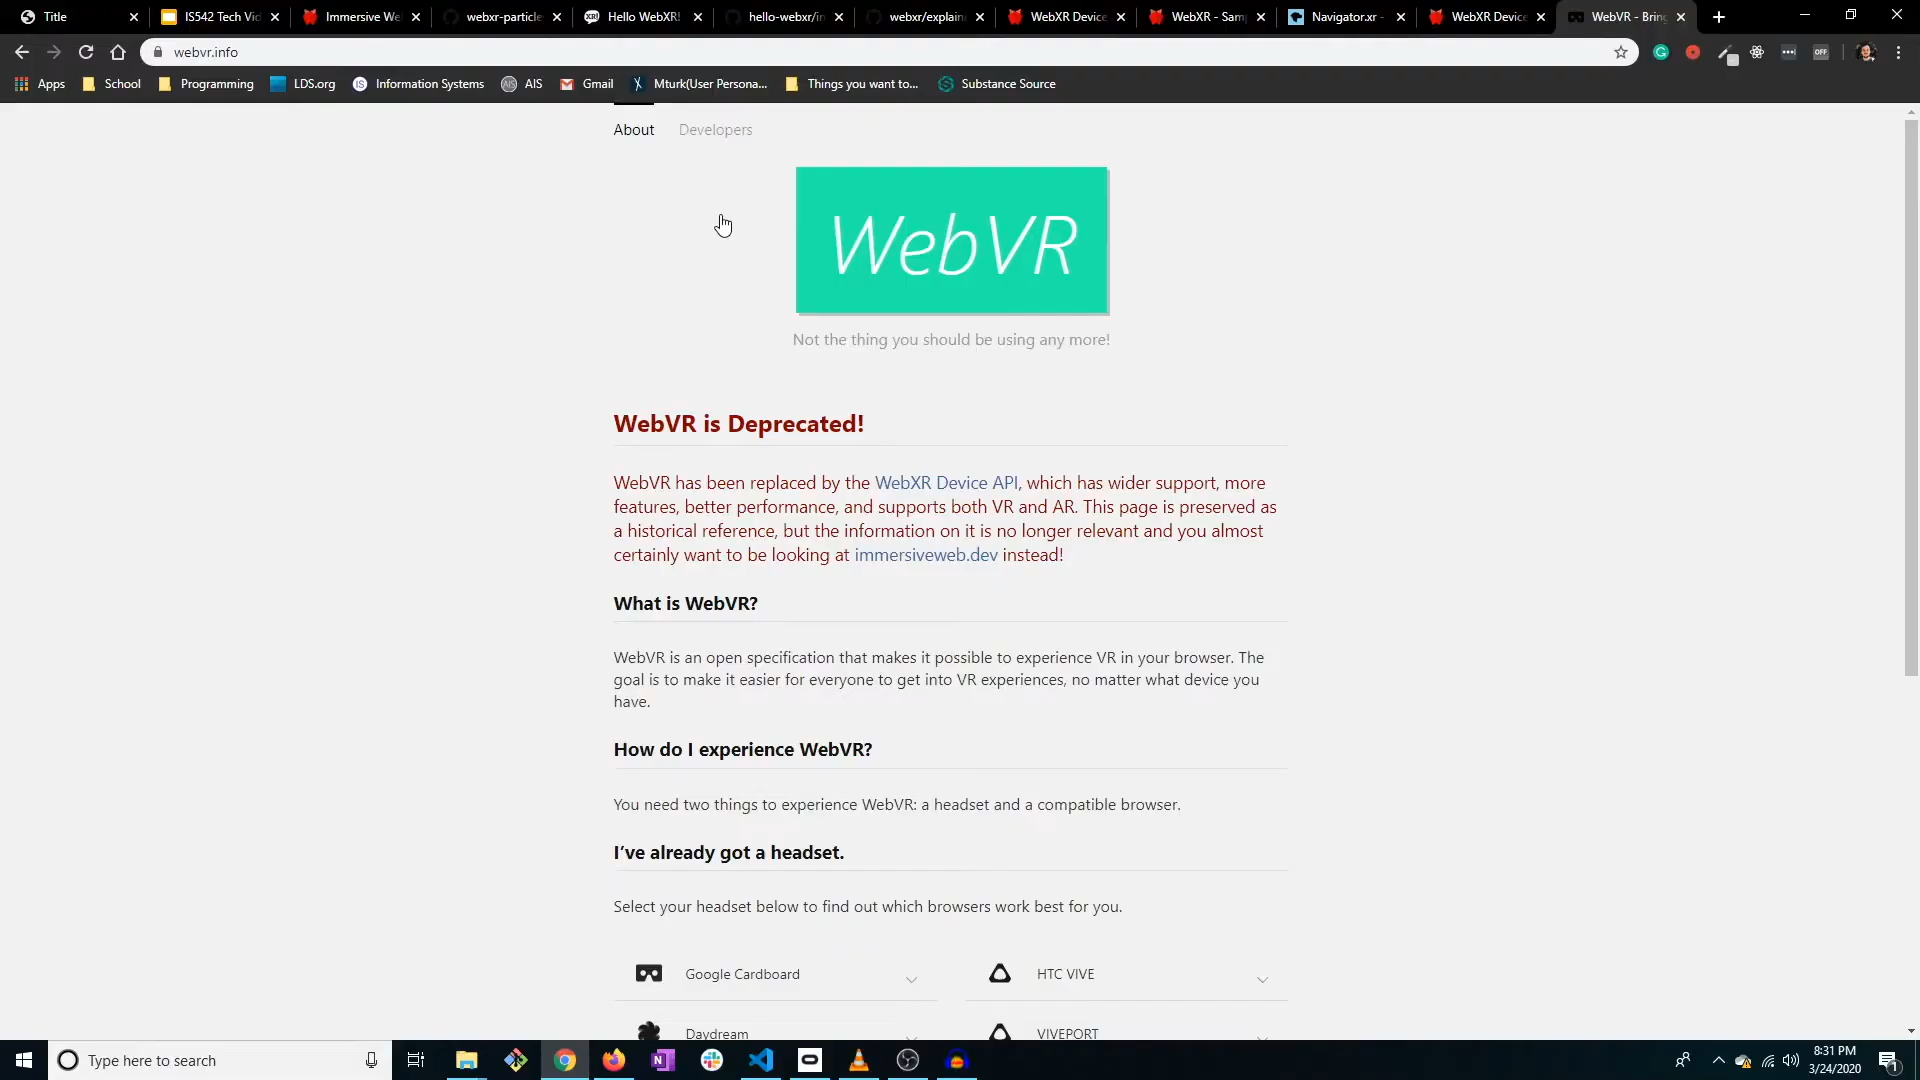 Title
IS542 Tech Vid
Immersive We
webxr-particle
Hello WebXR!
hello-webxr/in
webxr/explain
WebXR Device
WebXR - Sam
Navigator.xr -
WebXR Device
WebVR - Bring
webvr.info
OFF
Apps
School
Programming
LDS.org
IS
Information Systems
AIS
AIS
Gmail
Mturk(User Persona...
Things you want to...
Substance Source
About
Developers
WebVR
Not the thing you should be using any more!
WebVR is Deprecated!
WebVR has been replaced by the WebXR Device API, which has wider support, more
features, better performance, and supports both VR and AR. This page is preserved as
a historical reference, but the information on it is no longer relevant and you almost
certainly want to be looking at immersiveweb.dev instead!
What is WebVR?
WebVR is an open specification that makes it possible to experience VR in your browser. The
goal is to make it easier for everyone to get into VR experiences, no matter what device you
have.
How do I experience WebVR?
You need two things to experience WebVR: a headset and a compatible browser.
I've already got a headset.
Select your headset below to find out which browsers work best for you.
Google Cardboard
HTC VIVE
Daydream
VIVEPORT
Type here to search
8:31 PM
3/24/2020
1